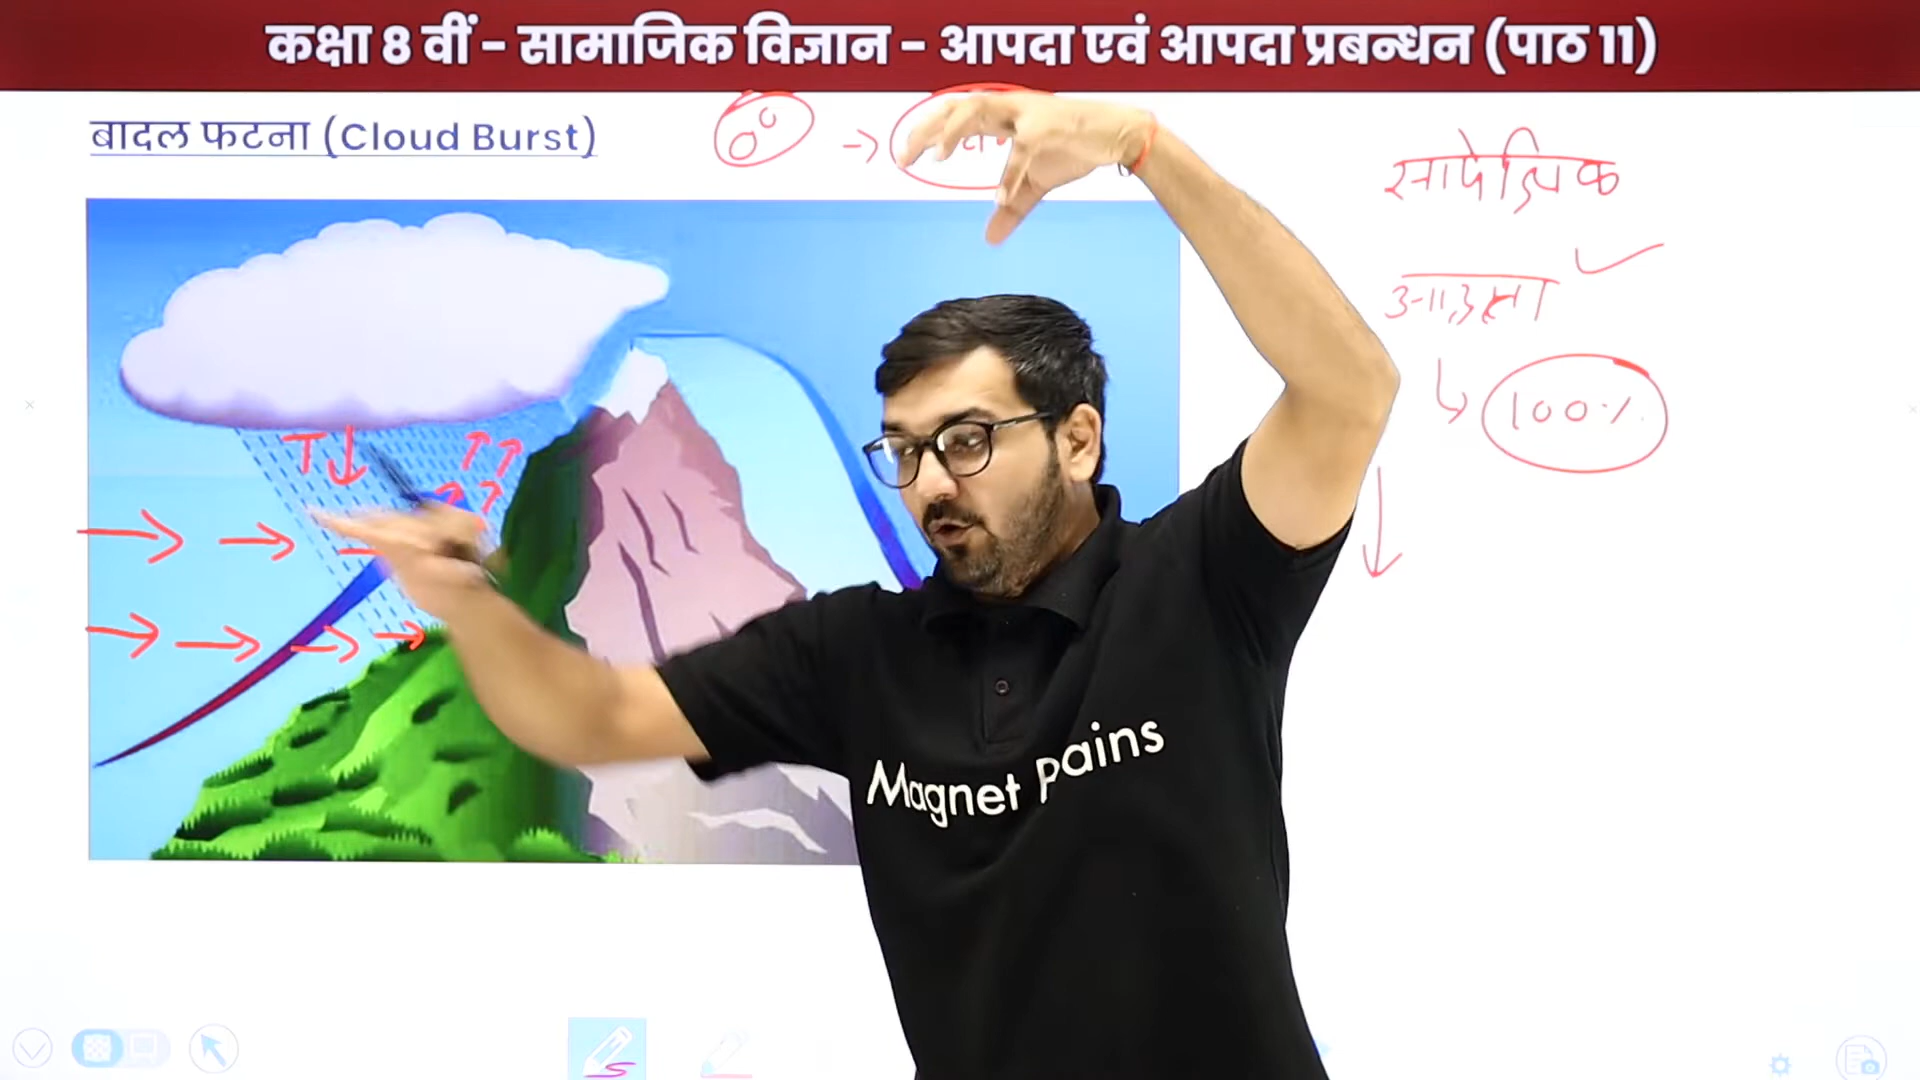 कक्षा 8 वीं - सामाजिक विज्ञान - आपदा एवं आपदा प्रबन्धन (पाठ 11)
बादल फटना (Cloud Burst)
→
सापेक्षिक
आर्द्रता ✓
↳ 100%
T↓
Magnet Brains